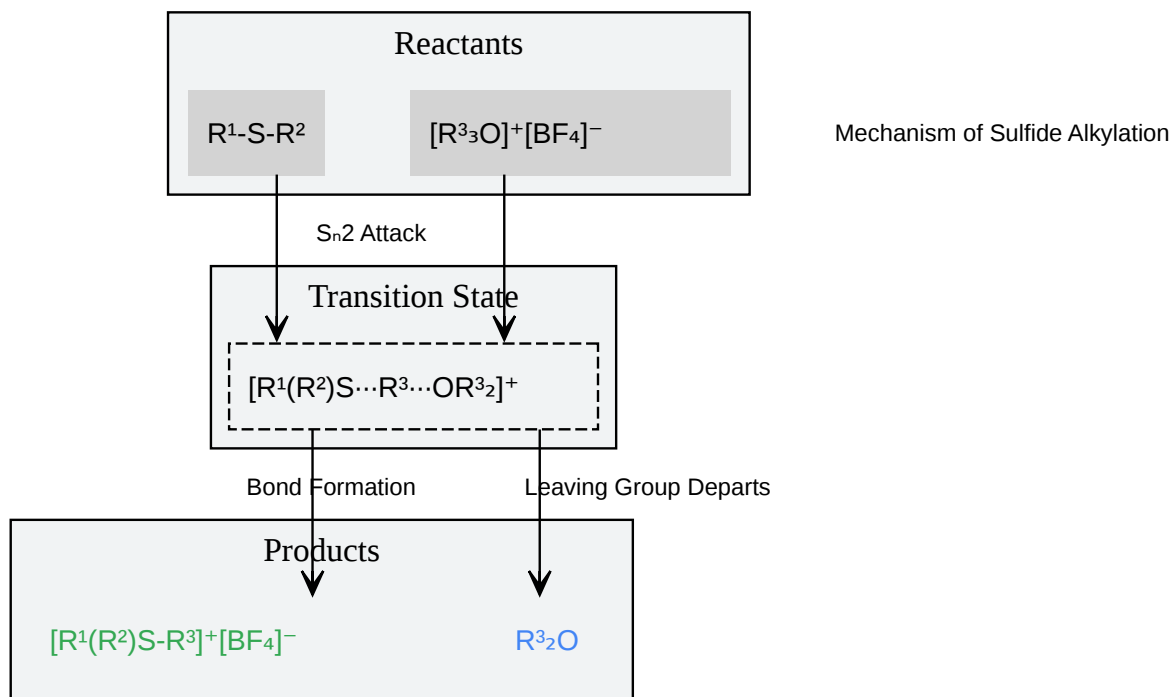 Reactants
R¹-S-R²
[R³₃O]⁺[BF₄]⁻
Mechanism of Sulfide Alkylation
Sₙ2 Attack
Transition State
[R¹(R²)S···R³···OR³₂]⁺
Bond Formation
Leaving Group Departs
Products
[R¹(R²)S-R³]⁺[BF₄]⁻
R³₂O